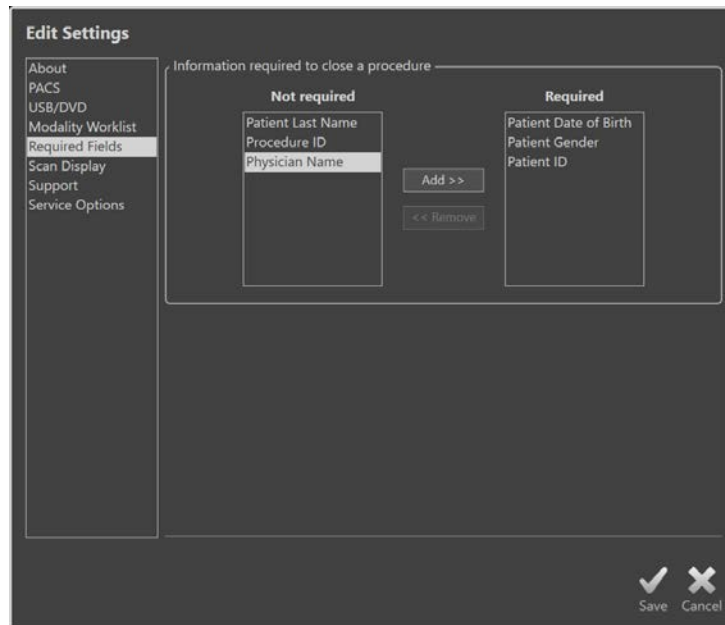 Edit Settings
About
PACS
USB/DVD
Modality Worklist
Required Fields
Scan Display
Support
Service Options
Information required to close a procedure
Not required
Patient Last Name
Procedure ID
Physician Name
Add >>
<< Remove
Required
Patient Date of Birth
Patient Gender
Patient ID
Save
Cancel